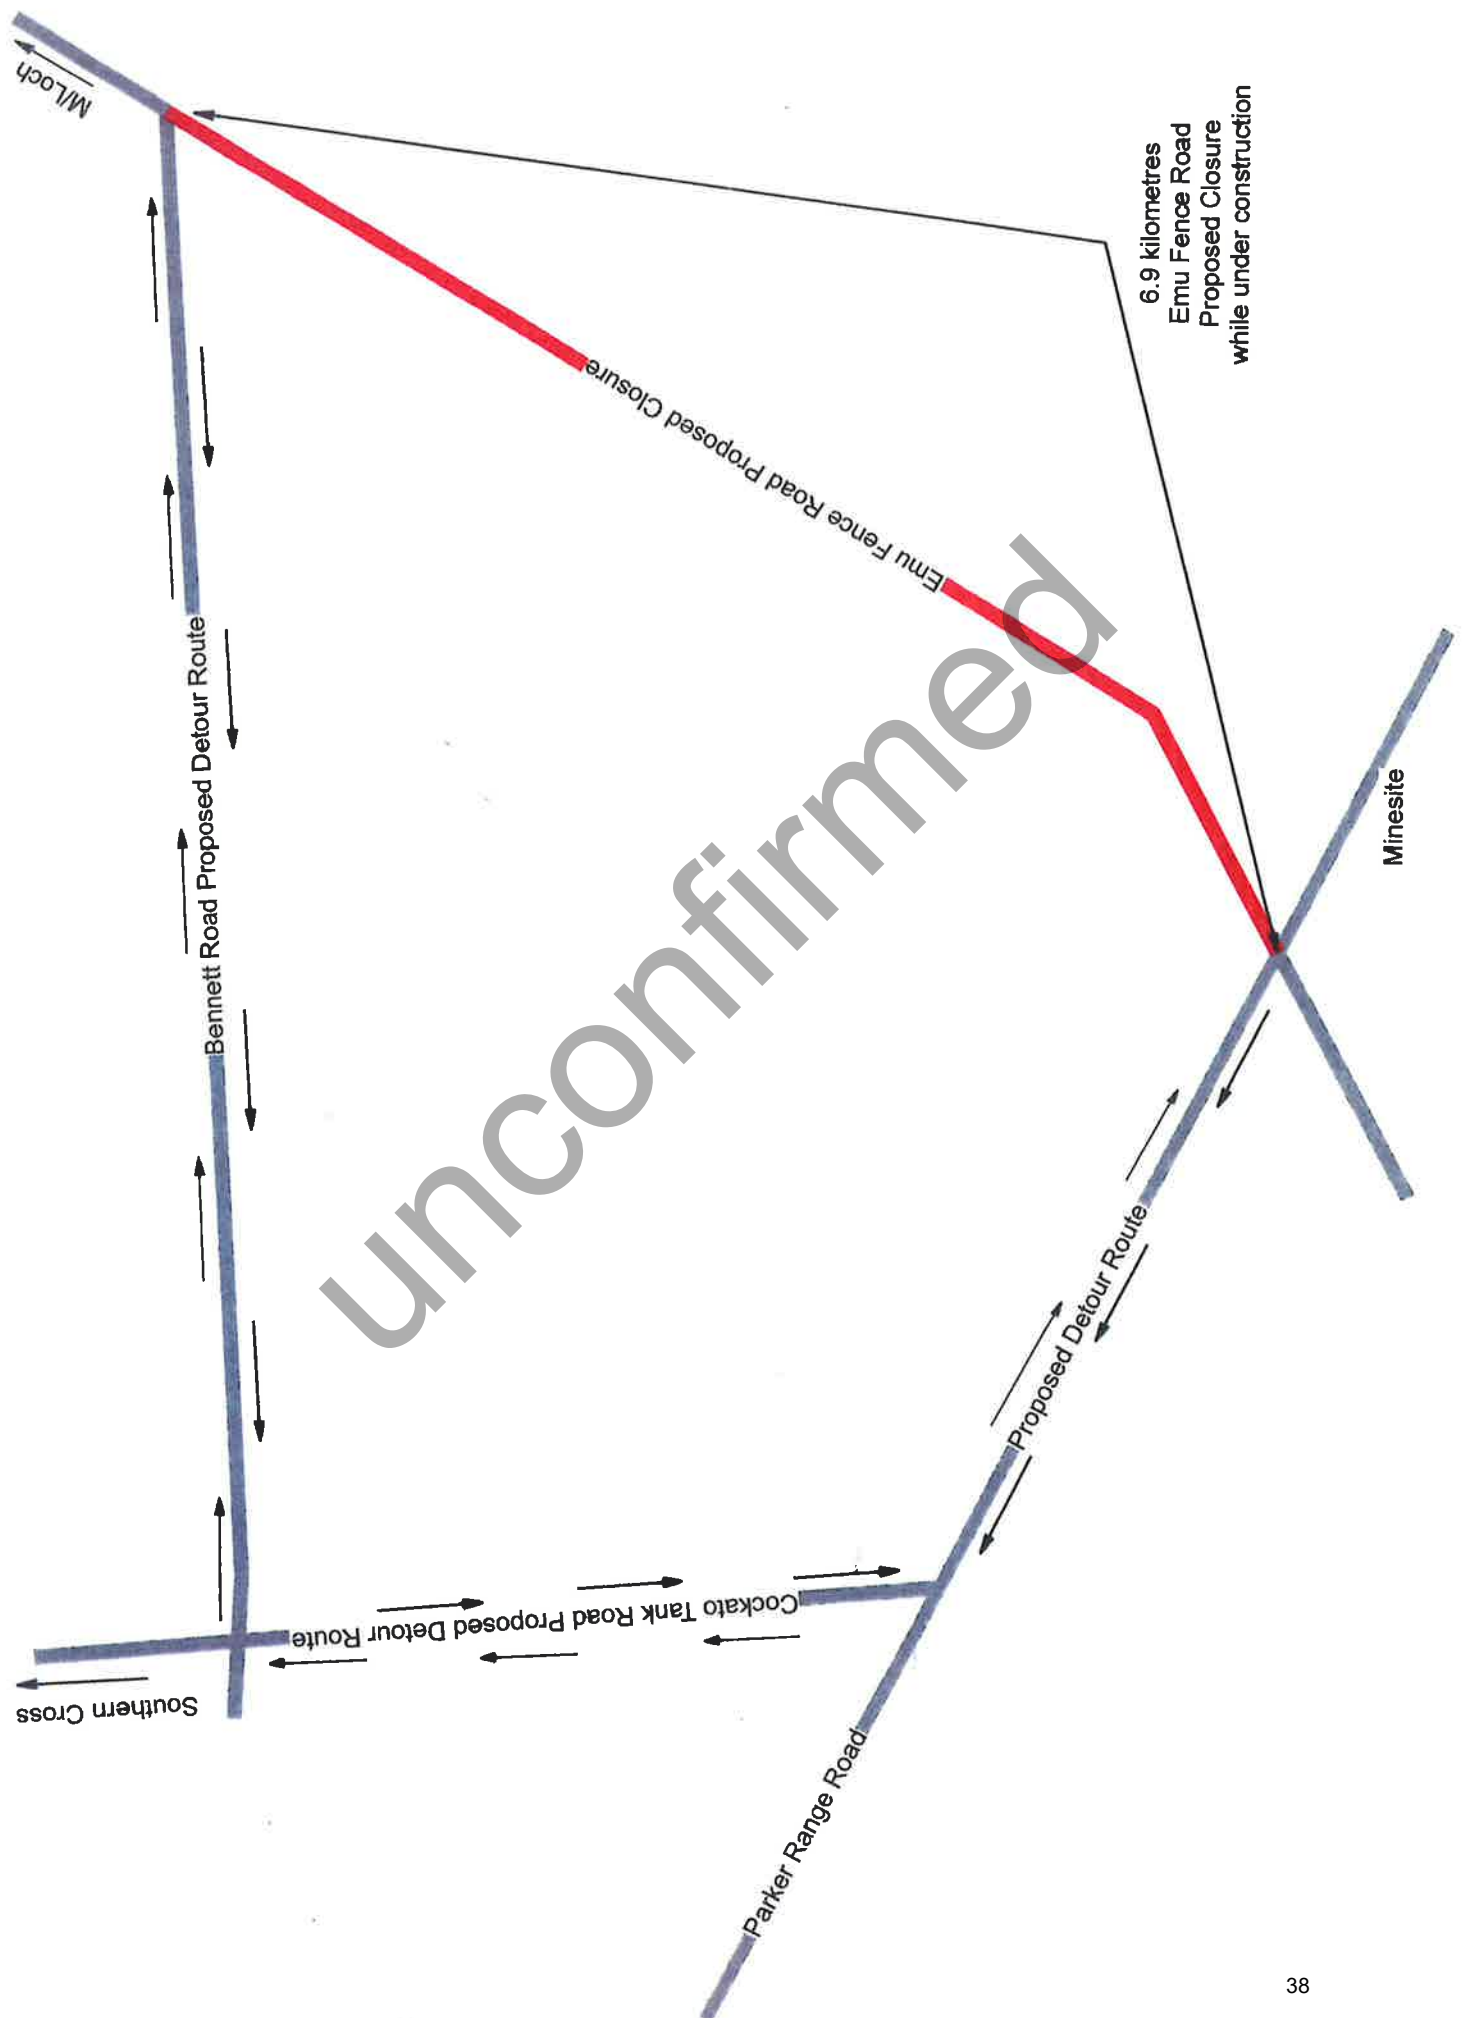 M/Loch
Southern Cross
Bennett Road Proposed Detour Route
Emu Fence Road Proposed Closure
6.9 kilometres
Emu Fence Road
Proposed Closure
while under construction
Cockato Tank Road Proposed Detour Route
Proposed Detour Route
Parker Range Road
Minesite
unconfirmed
38